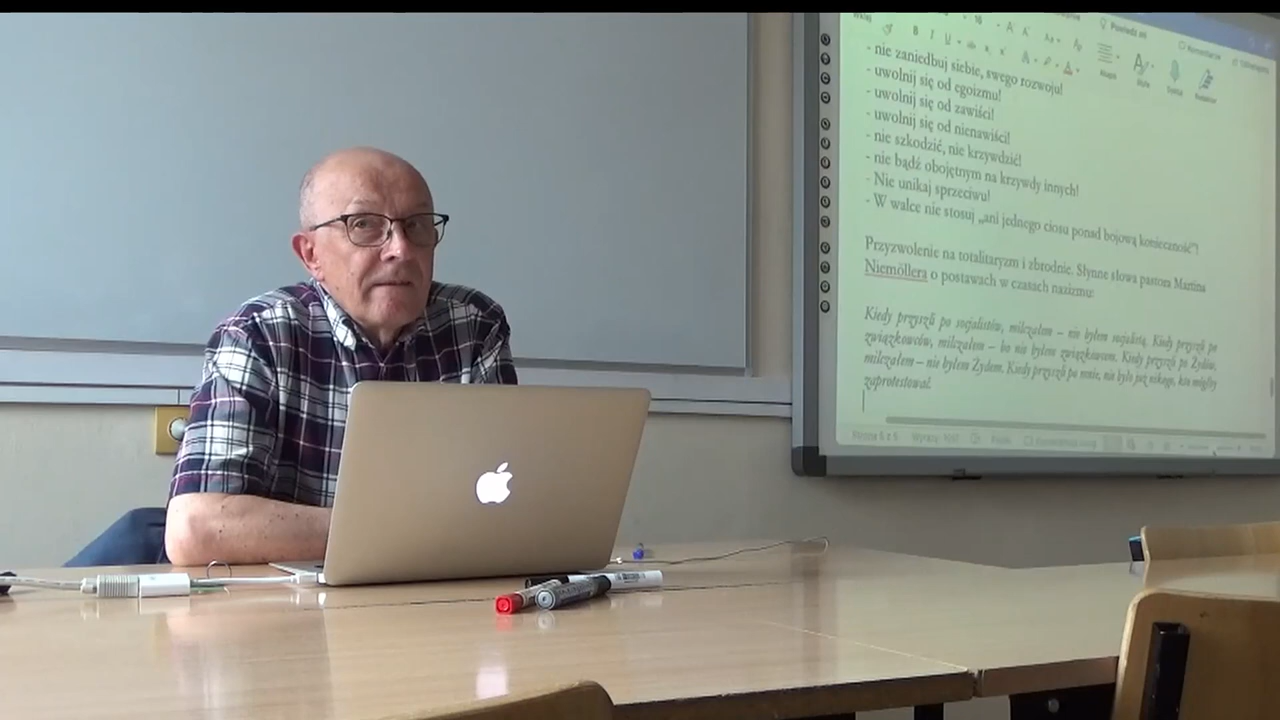 Powiedz mi
Komentarze
B I U
Style
- nie zaniedbuj siebie, swego rozwoju!
- uwolnij się od egoizmu!
- uwolnij się od zawiści!
- uwolnij się od nienawiści!
- nie szkodzić, nie krzywdzić!
- nie bądź obojętnym na krzywdy innych!
- Nie unikaj sprzeciwu!
- W walce nie stosuj „ani jednego ciosu ponad bojową konieczność”!
Przyzwolenie na totalitaryzm i zbrodnie. Słynne słowa pastora Martina
Niemöllera o postawach w czasach nazizmu:
Kiedy przyszli po socjalistów, milczałem – nie byłem socjalistą. Kiedy przyszli po
związkowców, milczałem – bo nie byłem związkowcem. Kiedy przyszli po Żydów,
milczałem – nie byłem Żydem. Kiedy przyszli po mnie, nie było już nikogo, kto mógłby
zaprotestować.